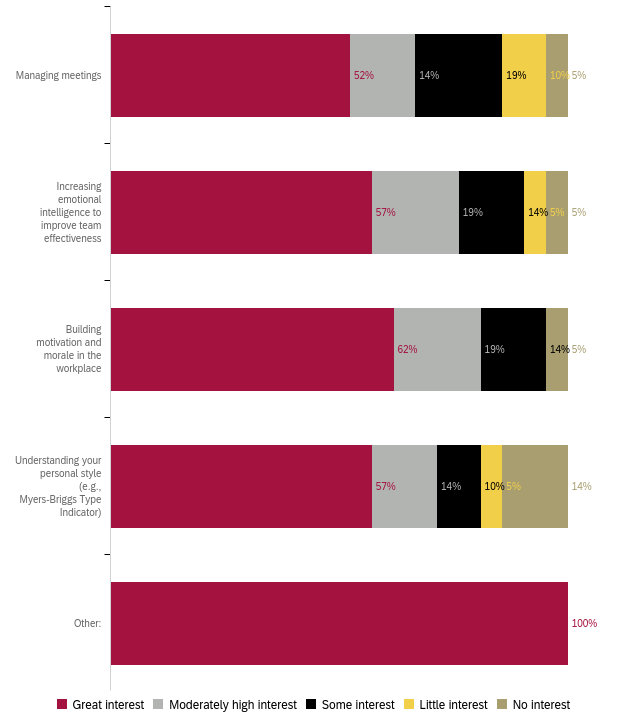 Managing meetings
52% 14% 19% 10% 5%
Increasing
emotional
intelligence to
improve team
effectiveness
57% 19% 14% 5% 5%
Building
motivation and
morale in the
workplace
62% 19% 14% 5%
Understanding your
personal style
(e.g.,
Myers-Briggs Type
Indicator)
57% 14% 10% 5% 14%
Other:
100%
Great interest Moderately high interest Some interest Little interest No interest